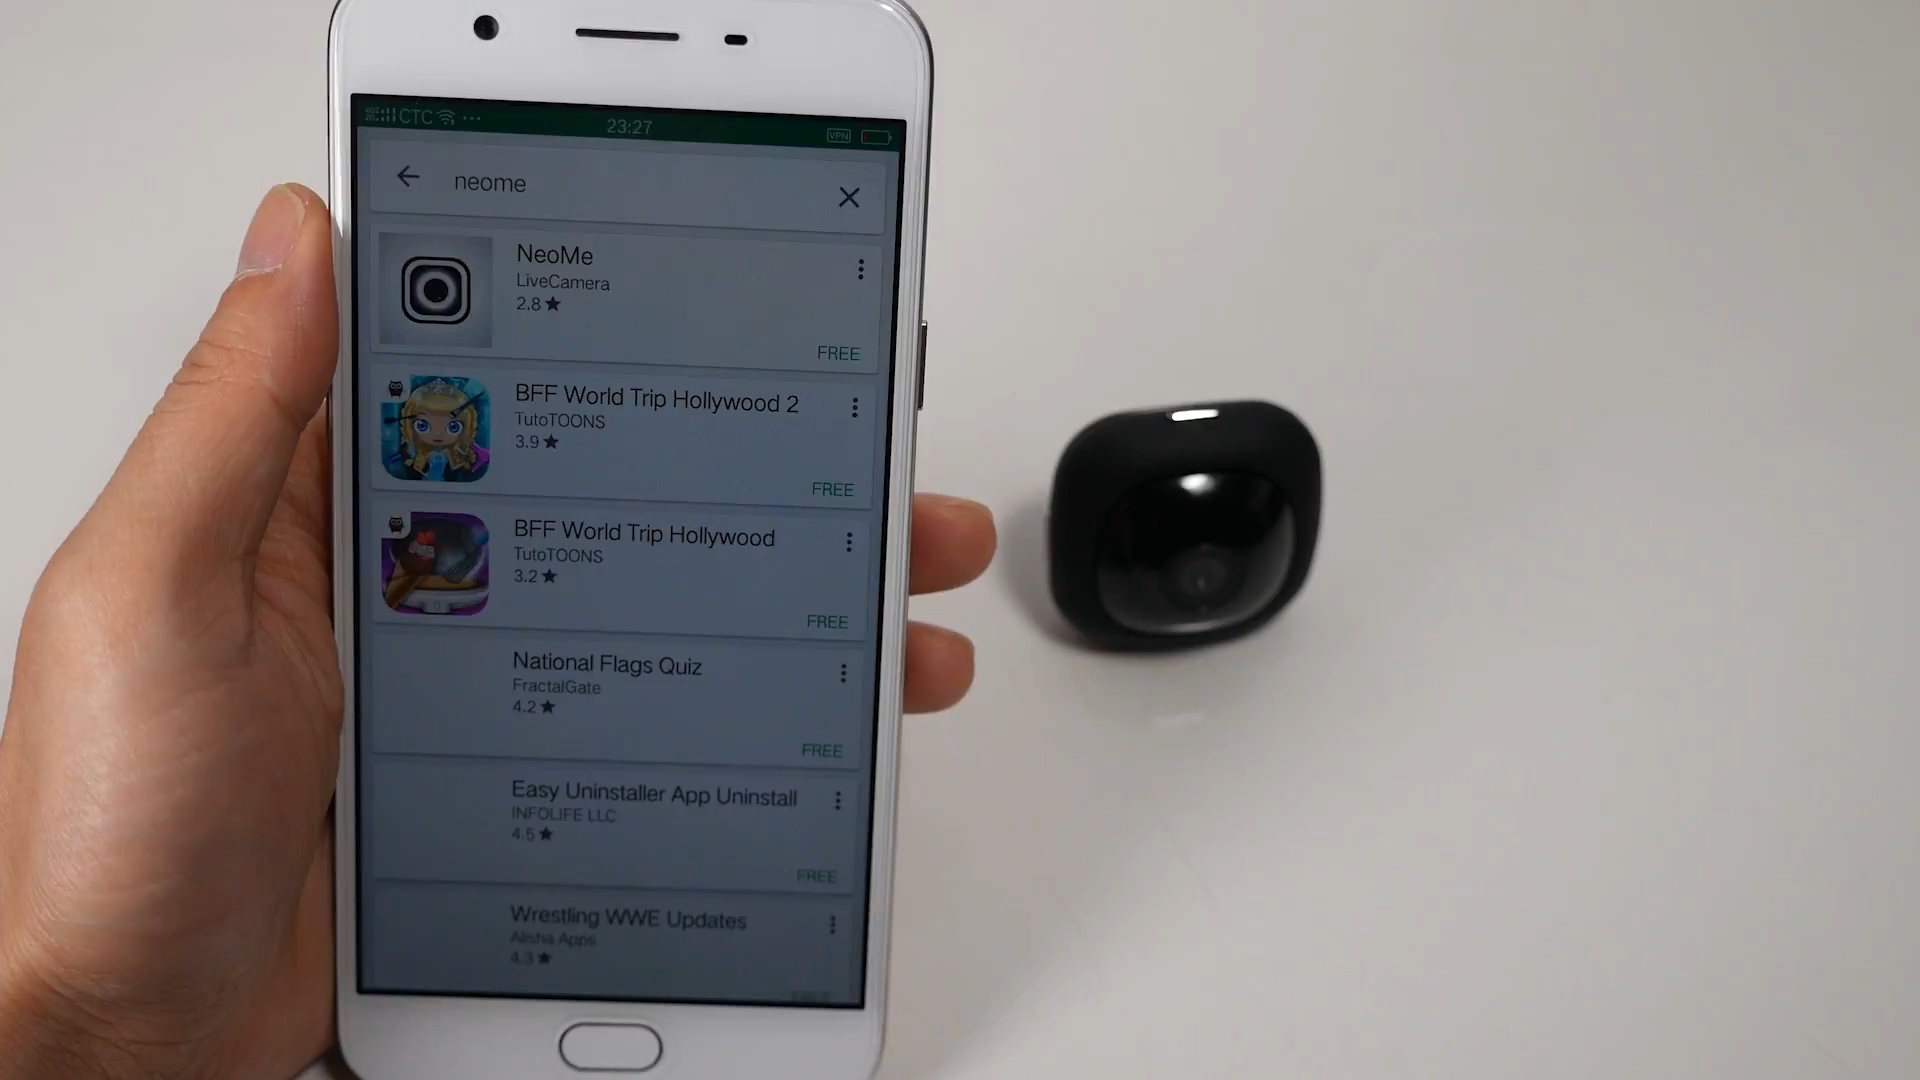 CTC
23:27
VPN
neome
NeoMe
LiveCamera
2.8★
FREE
BFF World Trip Hollywood 2
TutoTOONS
3.9★
FREE
BFF World Trip Hollywood
TutoTOONS
3.2★
FREE
National Flags Quiz
FractalGate
4.2★
FREE
Easy Uninstaller App Uninstall
INFOLIFE LLC
4.5★
FREE
Wrestling WWE Updates
Alisha Apps
4.3★